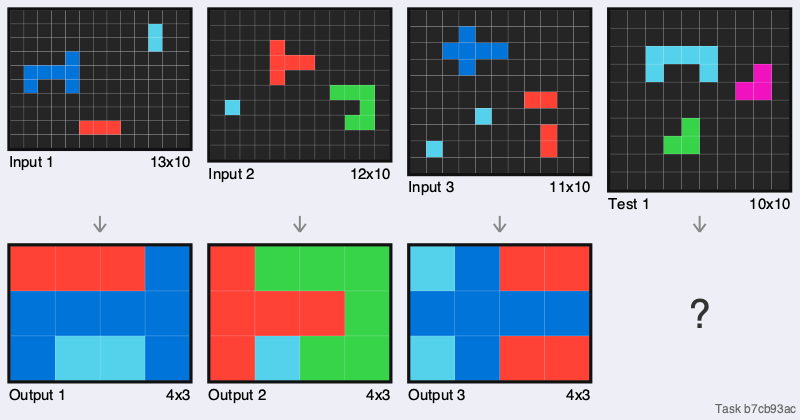 Input 1 13x10
Input 2 12x10
Input 3 11x10
Test 1 10x10
?
Output 1 4x3
Output 2 4x3
Output 3 4x3
Task b7cb93ac